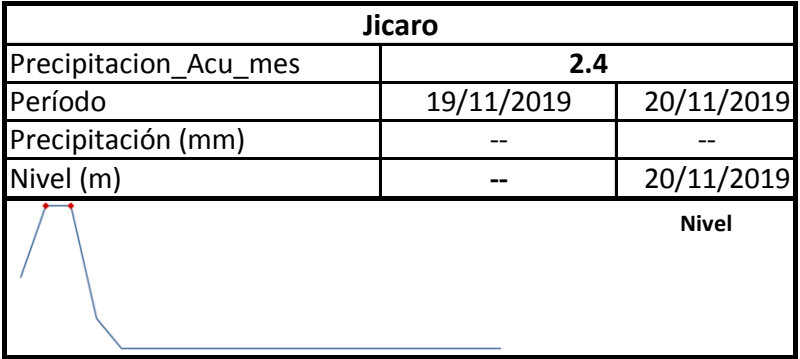 Jicaro
Precipitacion_Acu_mes 2.4
Período 19/11/2019 20/11/2019
Precipitación (mm) -- --
Nivel (m) -- 20/11/2019
Nivel